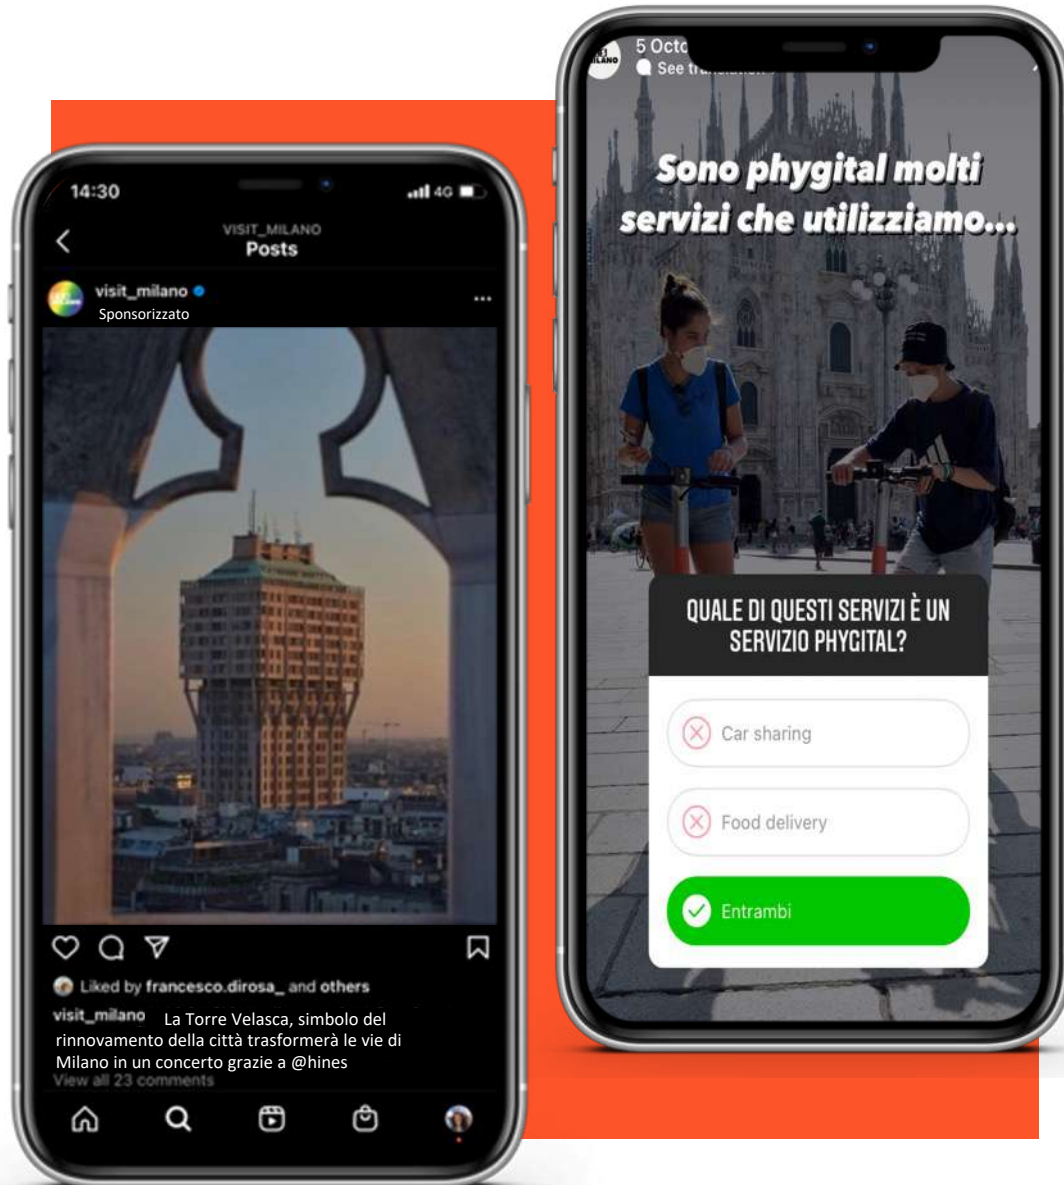 14:30
4G
VISIT_MILANO
Posts
visit_milano
Sponsorizzato
Liked by francesco.dirosa_ and others
visit_milano La Torre Velasca, simbolo del
rinnovamento della città trasformerà le vie di
Milano in un concerto grazie a @hines
View all 23 comments
MILANO
5 Octo
See translation
Sono phygital molti
servizi che utilizziamo...
QUALE DI QUESTI SERVIZI È UN
SERVIZIO PHYGITAL?
Car sharing
Food delivery
Entrambi